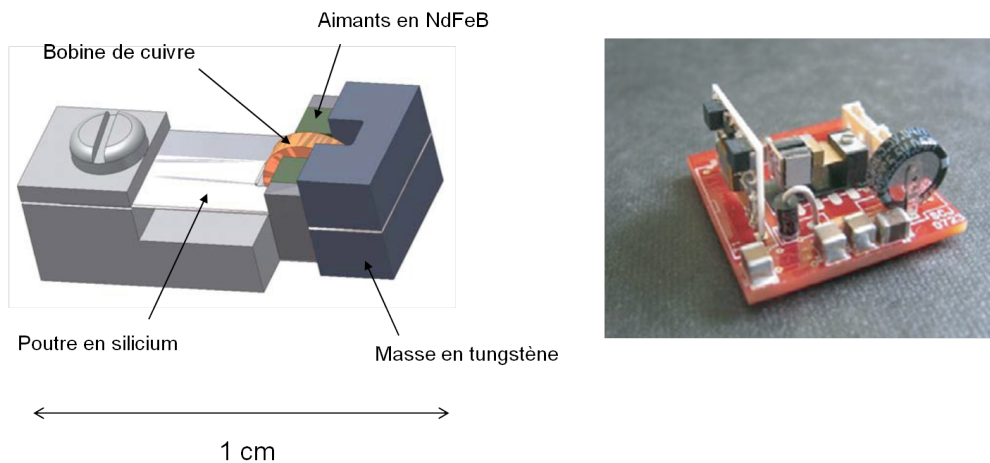 Aimants en NdFeB
Bobine de cuivre
Poutre en silicium
Masse en tungstène
1 cm